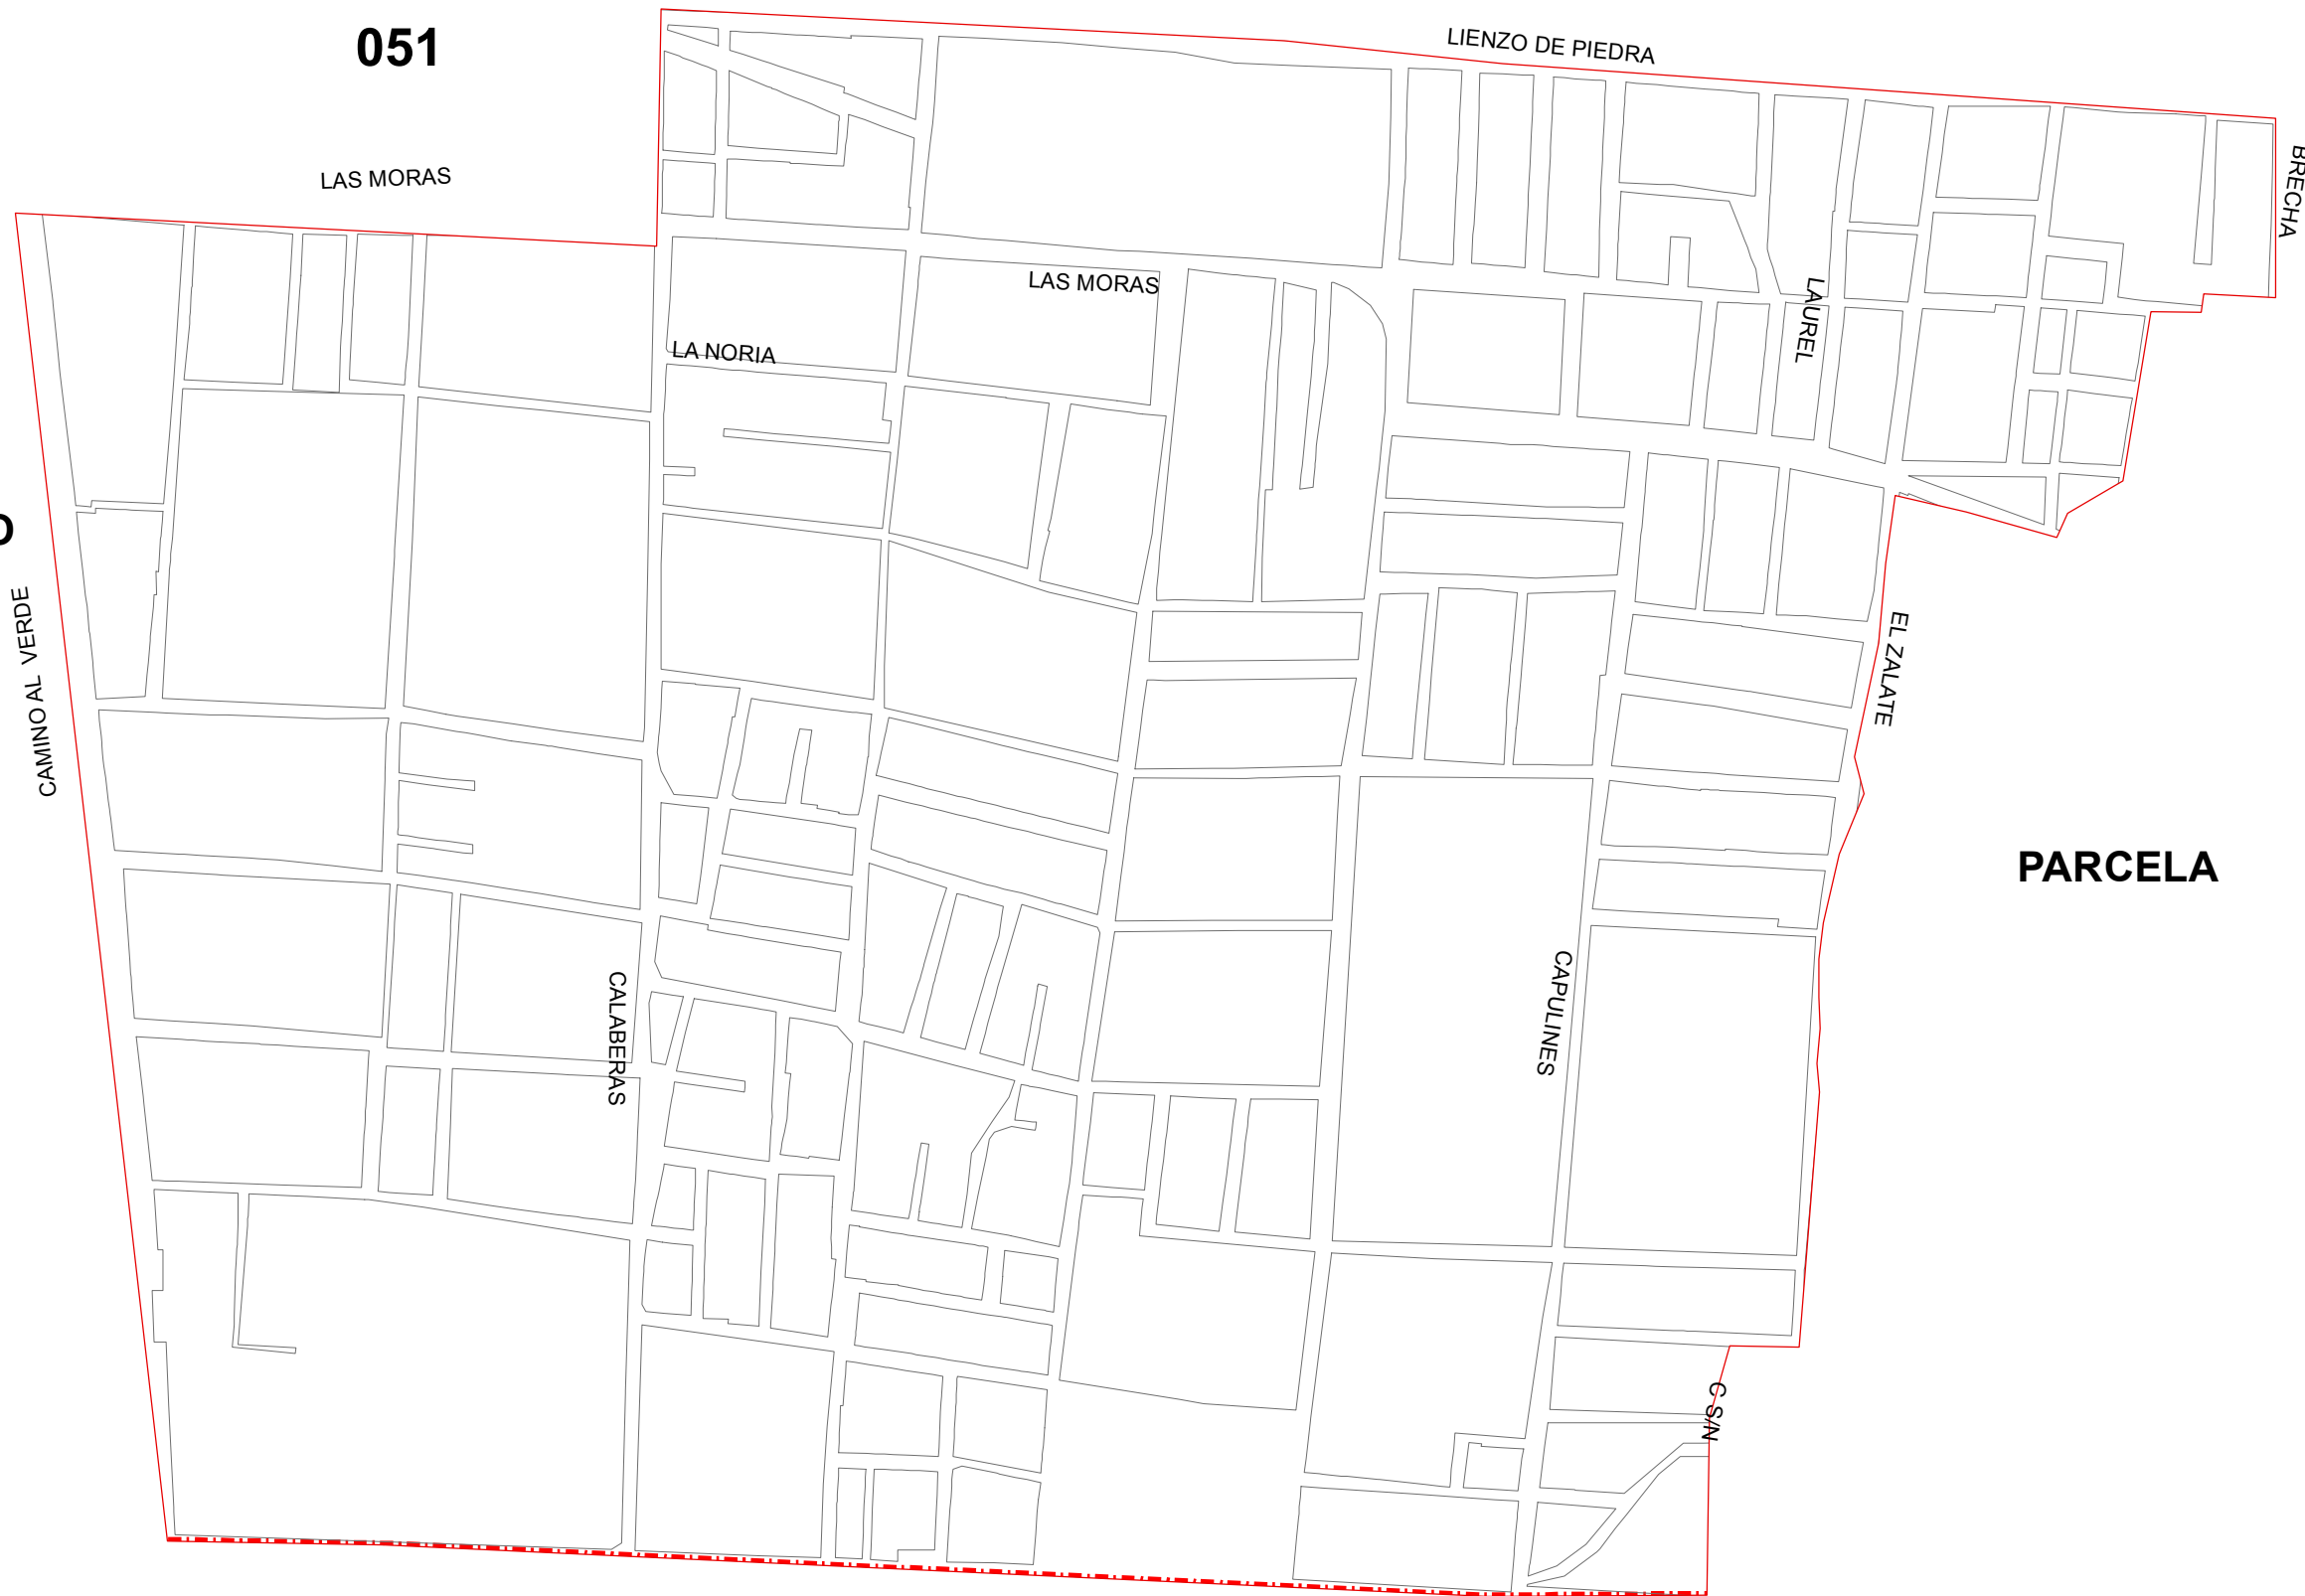 051
LIENZO DE PIEDRA
BRECHA
LAS MORAS
LAS MORAS
LAUREL
LA NORIA
CAMINO AL VERDE
EL ZALATE
PARCELA
CALABERAS
CAPULINES
C S/N